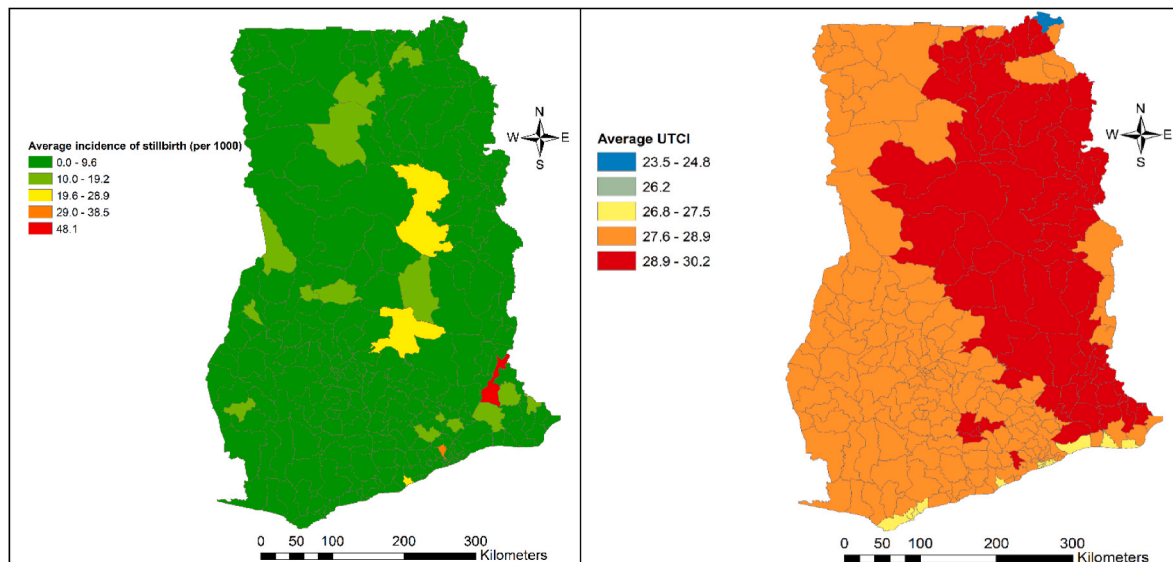 N
W E
S
Average incidence of stillbirth (per 1000)
0.0 - 9.6
10.0 - 19.2
19.6 - 28.9
29.0 - 38.5
48.1
0 50 100 200 300
Kilometers
N
W E
S
Average UTCI
23.5 - 24.8
26.2
26.8 - 27.5
27.6 - 28.9
28.9 - 30.2
0 50 100 200 300
Kilometers